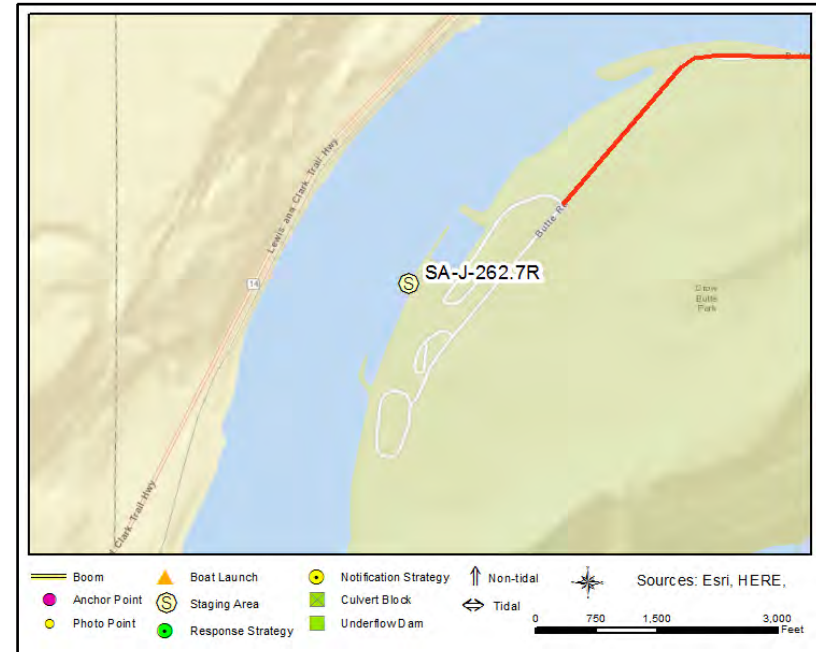 Lewis and Clark Trail Hwy
14
SA-J-262.7R
Butte R
Butte
Park
Clark Trail Hwy
Boom
Boat Launch
Notification Strategy
Non-tidal
Sources: Esri, HERE,
Anchor Point
S Staging Area
Culvert Block
Tidal
Photo Point
Response Strategy
Underflow Dam
0 750 1,500 3,000
Feet